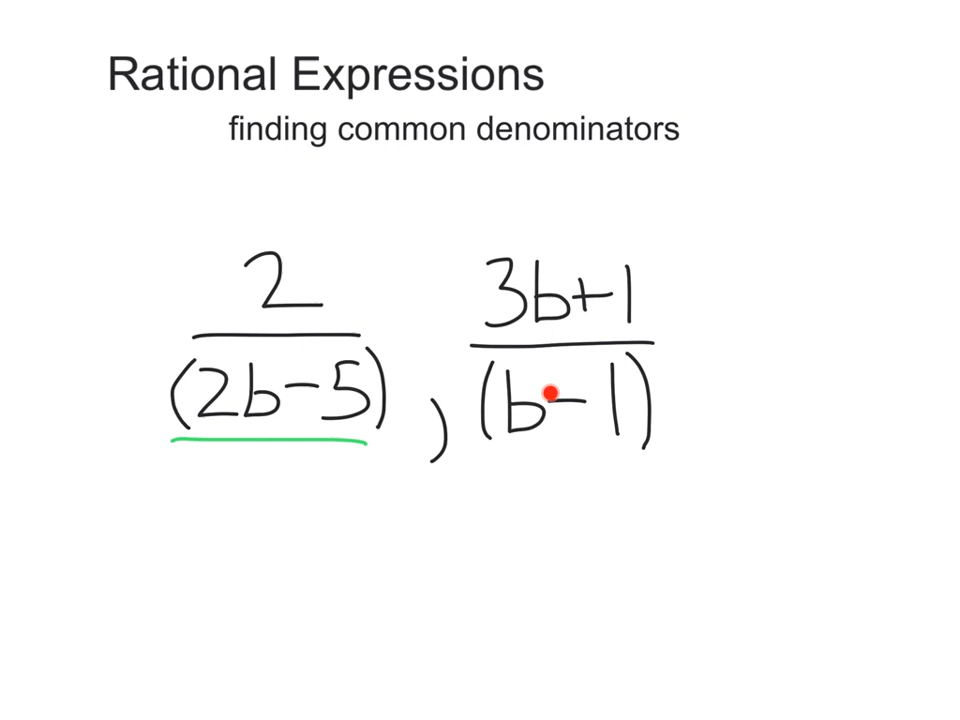 Rational Expressions
finding common denominators
2 3b+1
(2b-5) , (b-1)